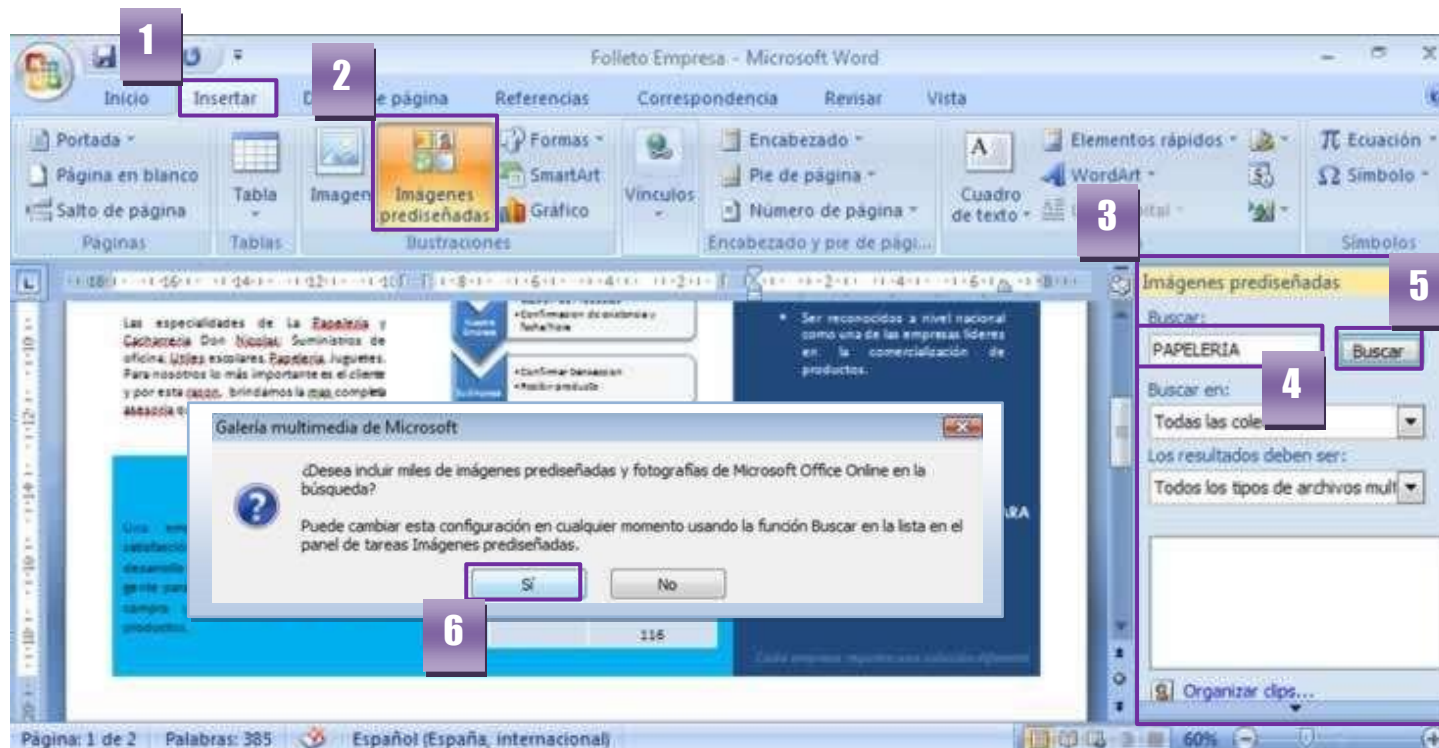 1
2
Folleto Empresa - Microsoft Word
Inicio Insertar e página Referencias Correspondencia Revisar Vista
Portada
Página en blanco
Salto de página
Páginas
Tabla
Tablas
Imagen
Imágenes
prediseñadas
Formas
SmartArt
Gráfico
Ilustraciones
Vínculos
Encabezado
Pie de página
Número de página
Encabezado y pie de pági...
A
Cuadro
de texto
Elementos rápidos
WordArt
3
π Ecuación
Ω Símbolo
Símbolos
Imágenes prediseñadas
5
Buscar:
PAPELERIA
Buscar
4
Buscar en:
Todas las cole
Los resultados deben ser:
Todos los tipos de archivos mult
Organizar clips...
Las especialidades de La Papelería y
Cacharrería Don Nicolas, Suministros de
oficina, Utiles escolares, Papelería, Juguetes.
Para nosotros lo más importante es el cliente
y por esta razon, brindamos la mas completa
asesoría
Ser reconocidos a nivel nacional
como una de las empresas líderes
en la comercialización de
productos.
Galería multimedia de Microsoft
¿Desea incluir miles de imágenes prediseñadas y fotografías de Microsoft Office Online en la
búsqueda?
Puede cambiar esta configuración en cualquier momento usando la función Buscar en la lista en el
panel de tareas Imágenes prediseñadas.
Sí No
6
116
ARA
Página: 1 de 2 Palabras: 385 Español (España, internacional) 60%